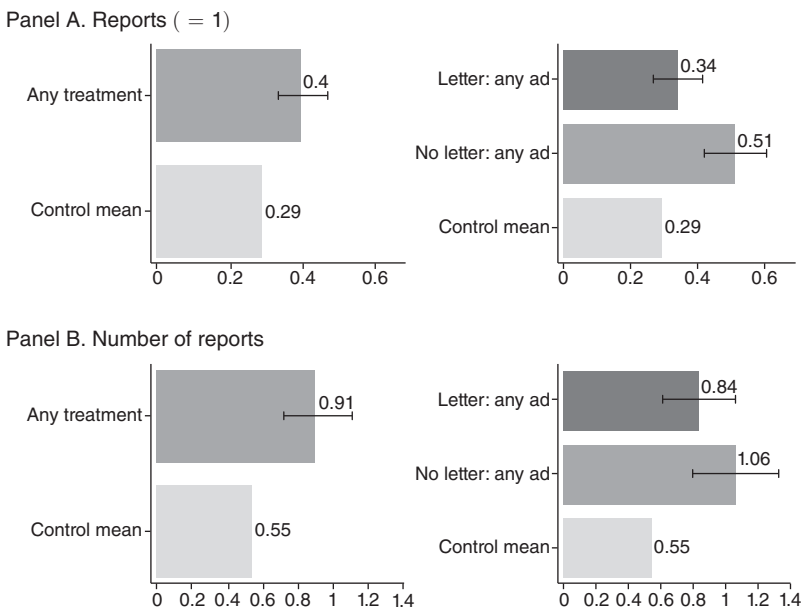 Panel A. Reports ( = 1)
Any treatment
0.4
Control mean
0.29
0 0.2 0.4 0.6
Letter: any ad
0.34
No letter: any ad
0.51
Control mean
0.29
0 0.2 0.4 0.6
Panel B. Number of reports
Any treatment
0.91
Control mean
0.55
0 0.2 0.4 0.6 0.8 1 1.2 1.4
Letter: any ad
0.84
No letter: any ad
1.06
Control mean
0.55
0 0.2 0.4 0.6 0.8 1 1.2 1.4